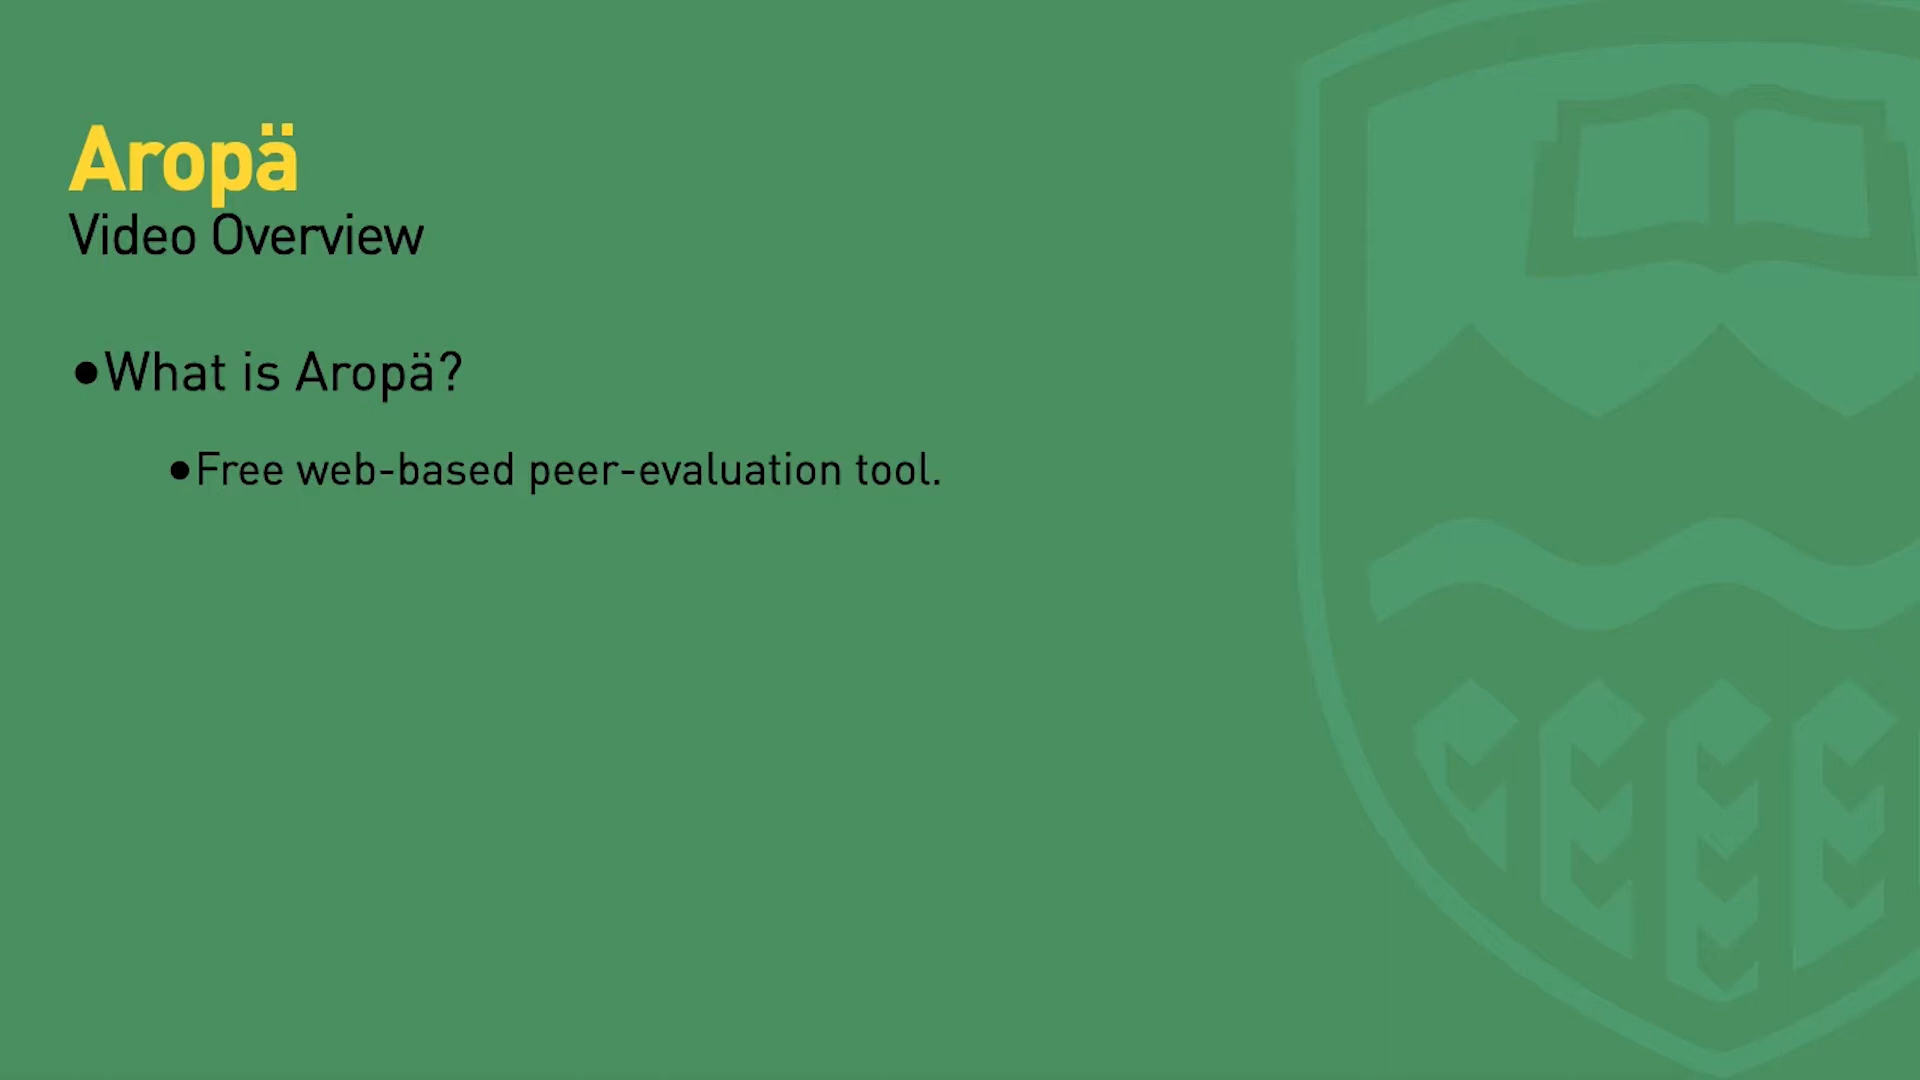 Aropä
Video Overview
●What is Aropä?
●Free web-based peer-evaluation tool.